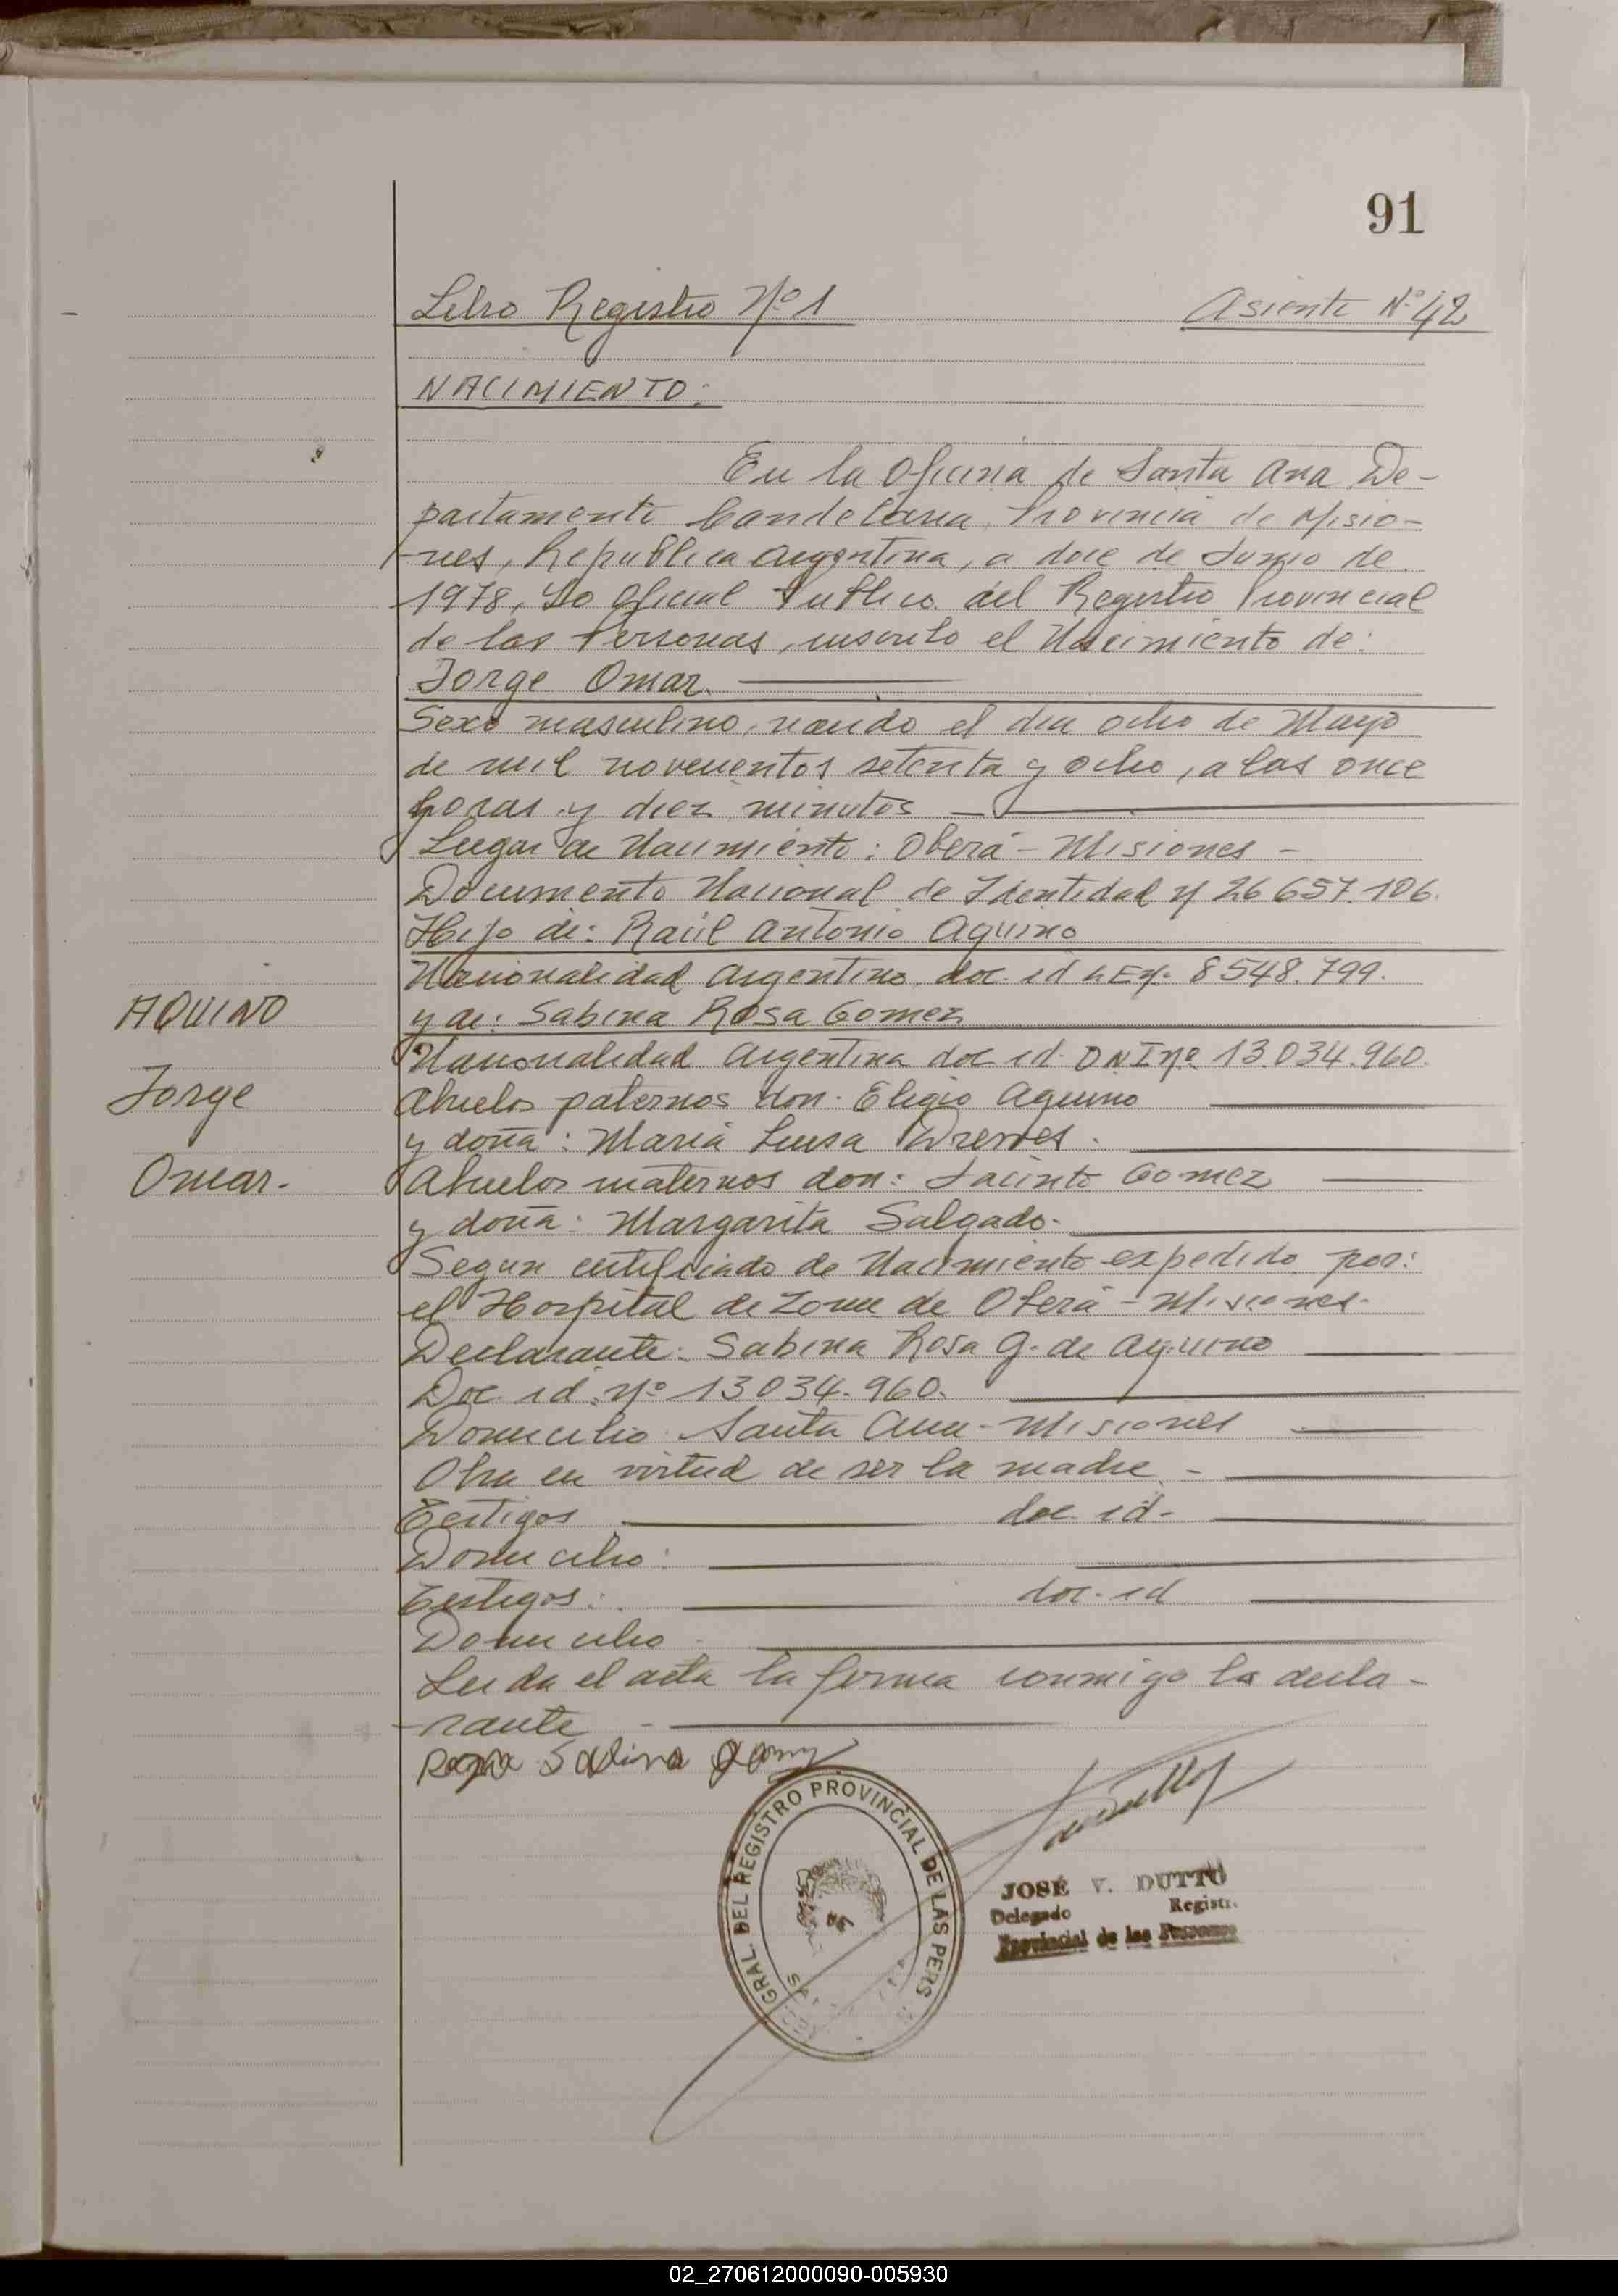 91
Libro Registro Nº 1 Asiento Nº 42
NACIMIENTO:
En la Oficina de Santa Ana De-
partamento Candelaria, Provincia de Misio-
nes, Republica Argentina, a doce de Junio de
1978, Yo Oficial Publico del Registro Provincial
de las Personas, inscribo el Nacimiento de:
Jorge Omar.
Sexo masculino, nacido el dia ocho de Mayo
de mil novecientos setenta y ocho, a las once
horas y diez minutos
Lugar de Nacimiento: Oberá - Misiones -
Documento Nacional de Identidad Nº 26 657.106.
Hijo de: Raúl Antonio Aquino
Nacionalidad Argentino, doc. id L E Nº 8 548.799.
AQUINO
y de: Sabina Rosa Gomez
Nacionalidad Argentina doc id. DNI Nº 13.034.960.
Jorge
Abuelos paternos don. Eligio Aquino
y doña: Maria Luisa
Omar.
Abuelos maternos don: Jacinto Gomez
y doña: Margarita Salgado.
Segun certificado de Nacimiento expedido por:
el Hospital de Zona de Oberá - Misiones.
Declarante: Sabina Rosa G. de Aquino
Doc. id. Nº 13 034.960.
Domicilio Santa Ana - Misiones
Obra en virtud de ser la madre. -
Testigos doc. id.
Domicilio:
Testigos: doc. id
Domicilio
Leida el acta la firma conmigo la decla-
rante
Rosa Sabina Gomez
GRAL. DEL REGISTRO PROVINCIAL DE LAS PERS
JOSE V. DUTTO
Delegado Registr.
Provincial de las Personas
02_270612000090-005930